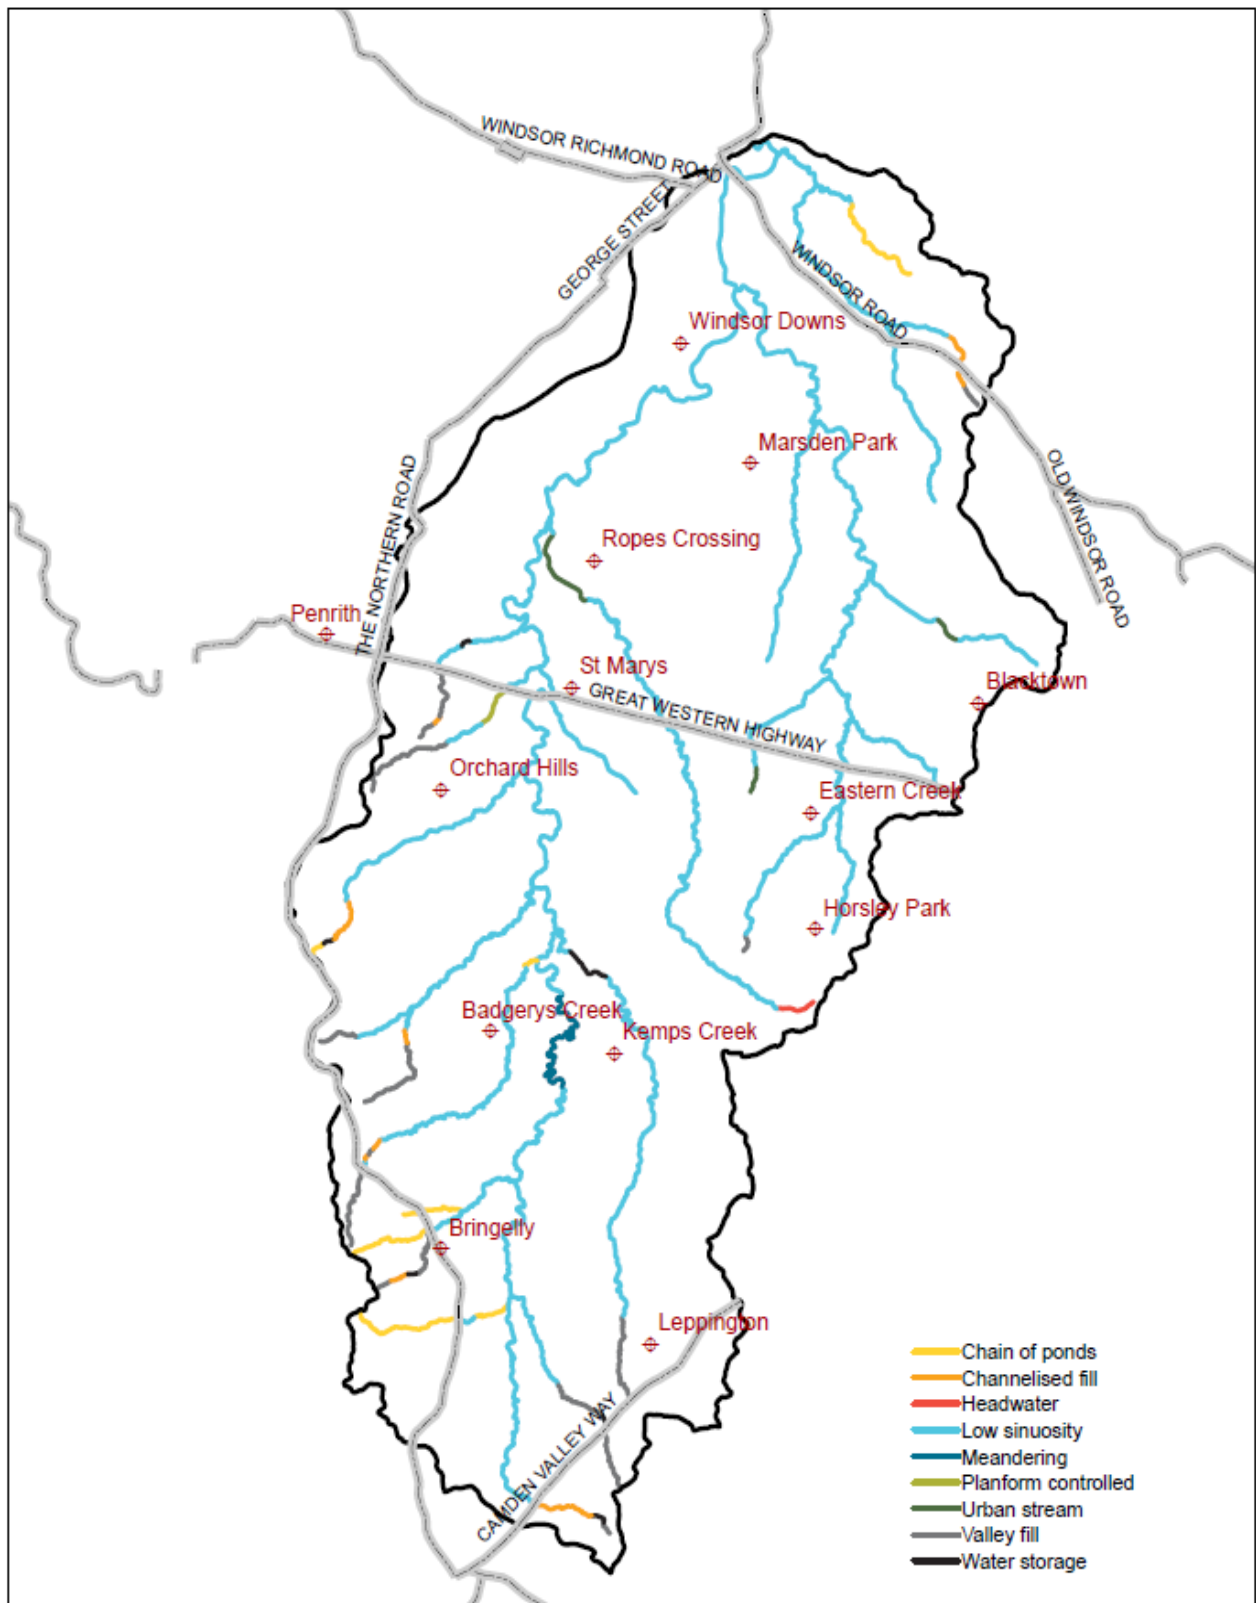 WINDSOR RICHMOND ROAD
GEORGE STREET
WINDSOR ROAD
Windsor Downs
Marsden Park
OLD WINDSOR ROAD
THE NORTHERN ROAD
Ropes Crossing
Penrith
St Marys
GREAT WESTERN HIGHWAY
Blacktown
Orchard Hills
Eastern Creek
Horsley Park
Badgerys Creek
Kemps Creek
Bringelly
Leppington
CAMDEN VALLEY WAY
Chain of ponds
Channelised fill
Headwater
Low sinuosity
Meandering
Planform controlled
Urban stream
Valley fill
Water storage